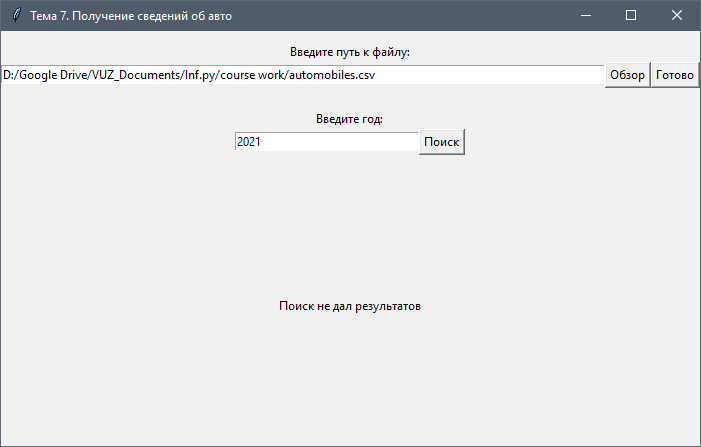 Тема 7. Получение сведений об авто
Введите путь к файлу:
D:/Google Drive/VUZ_Documents/Inf.py/course work/automobiles.csv Обзор Готово
Введите год:
2021 Поиск
Поиск не дал результатов